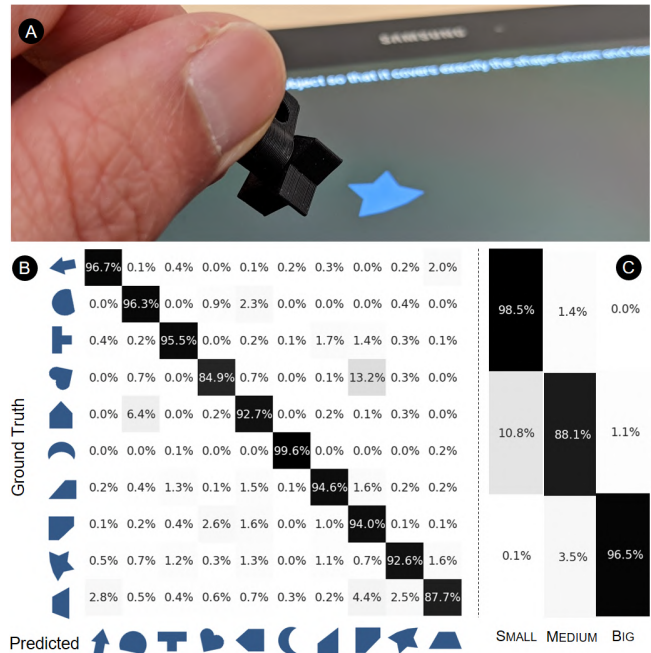 A
SAMSUNG
object so that it covers exactly the shape shown and
B
C
96.7% 0.1% 0.4% 0.0% 0.1% 0.2% 0.3% 0.0% 0.2% 2.0%
0.0% 96.3% 0.0% 0.9% 2.3% 0.0% 0.0% 0.0% 0.4% 0.0%
0.4% 0.2% 95.5% 0.0% 0.2% 0.1% 1.7% 1.4% 0.3% 0.1%
0.0% 0.7% 0.0% 84.9% 0.7% 0.0% 0.1% 13.2% 0.3% 0.0%
0.0% 6.4% 0.0% 0.2% 92.7% 0.0% 0.2% 0.1% 0.3% 0.0%
0.0% 0.0% 0.1% 0.0% 0.0% 99.6% 0.0% 0.0% 0.0% 0.2%
0.2% 0.4% 1.3% 0.1% 1.5% 0.1% 94.6% 1.6% 0.2% 0.2%
0.1% 0.2% 0.4% 2.6% 1.6% 0.0% 1.0% 94.0% 0.1% 0.1%
0.5% 0.7% 1.2% 0.3% 1.3% 0.0% 1.1% 0.7% 92.6% 1.6%
2.8% 0.5% 0.4% 0.6% 0.7% 0.3% 0.2% 4.4% 2.5% 87.7%
Ground Truth
Predicted
98.5% 1.4% 0.0%
10.8% 88.1% 1.1%
0.1% 3.5% 96.5%
SMALL MEDIUM BIG